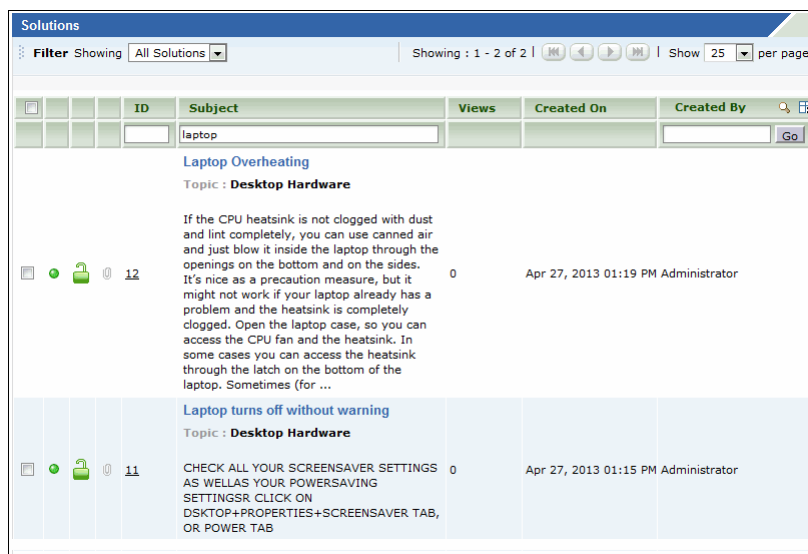 Solutions
Filter Showing All Solutions Showing : 1 - 2 of 2 | | Show 25 per page
ID Subject Views Created On Created By
laptop Go
Laptop Overheating
Topic : Desktop Hardware
If the CPU heatsink is not clogged with dust
and lint completely, you can use canned air
and just blow it inside the laptop through the
openings on the bottom and on the sides.
It's nice as a precaution measure, but it
12 0 Apr 27, 2013 01:19 PM Administrator
might not work if your laptop already has a
problem and the heatsink is completely
clogged. Open the laptop case, so you can
access the CPU fan and the heatsink. In
some cases you can access the heatsink
through the latch on the bottom of the
laptop. Sometimes (for ...
Laptop turns off without warning
Topic : Desktop Hardware
11 CHECK ALL YOUR SCREENSAVER SETTINGS 0 Apr 27, 2013 01:15 PM Administrator
AS WELLAS YOUR POWERSAVING
SETTINGSR CLICK ON
DSKTOP+PROPERTIES+SCREENSAVER TAB,
OR POWER TAB